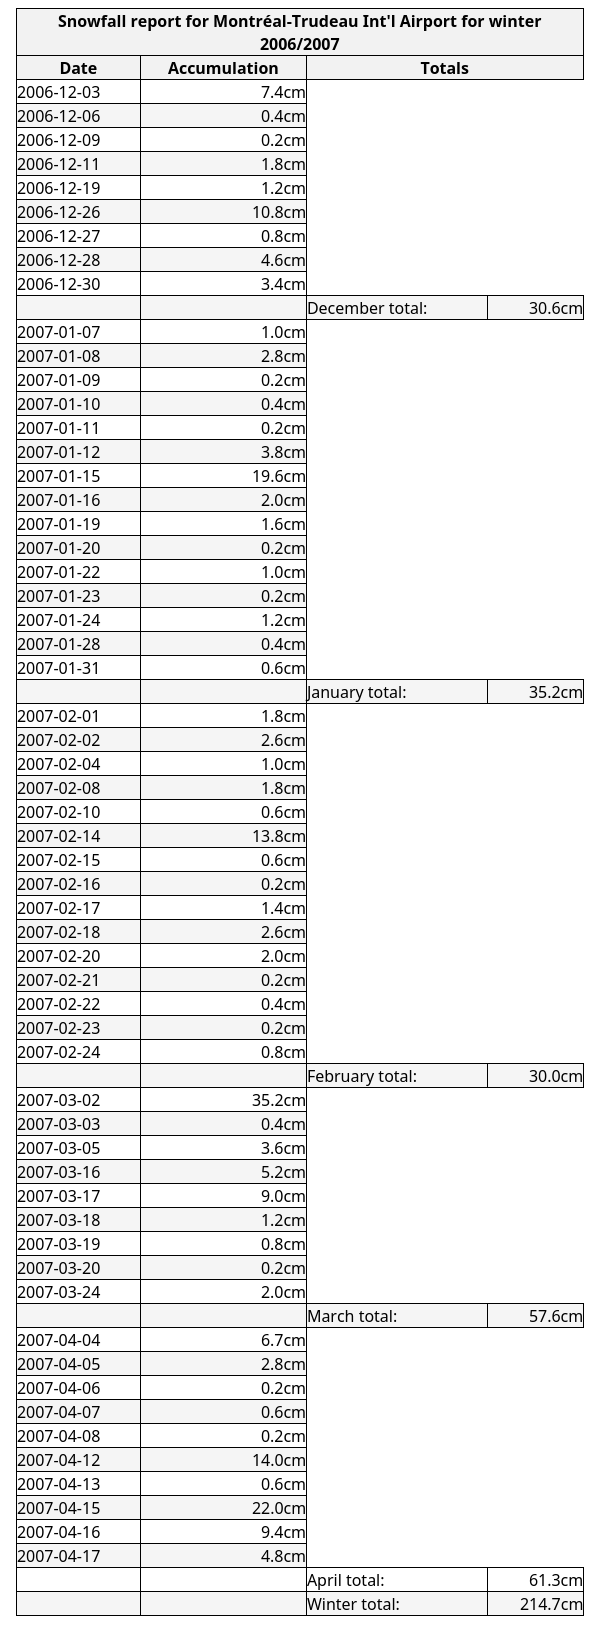 Snowfall report for Montréal-Trudeau Int'l Airport for winter
2006/2007
Date Accumulation Totals
2006-12-03 7.4cm
2006-12-06 0.4cm
2006-12-09 0.2cm
2006-12-11 1.8cm
2006-12-19 1.2cm
2006-12-26 10.8cm
2006-12-27 0.8cm
2006-12-28 4.6cm
2006-12-30 3.4cm
December total: 30.6cm
2007-01-07 1.0cm
2007-01-08 2.8cm
2007-01-09 0.2cm
2007-01-10 0.4cm
2007-01-11 0.2cm
2007-01-12 3.8cm
2007-01-15 19.6cm
2007-01-16 2.0cm
2007-01-19 1.6cm
2007-01-20 0.2cm
2007-01-22 1.0cm
2007-01-23 0.2cm
2007-01-24 1.2cm
2007-01-28 0.4cm
2007-01-31 0.6cm
January total: 35.2cm
2007-02-01 1.8cm
2007-02-02 2.6cm
2007-02-04 1.0cm
2007-02-08 1.8cm
2007-02-10 0.6cm
2007-02-14 13.8cm
2007-02-15 0.6cm
2007-02-16 0.2cm
2007-02-17 1.4cm
2007-02-18 2.6cm
2007-02-20 2.0cm
2007-02-21 0.2cm
2007-02-22 0.4cm
2007-02-23 0.2cm
2007-02-24 0.8cm
February total: 30.0cm
2007-03-02 35.2cm
2007-03-03 0.4cm
2007-03-05 3.6cm
2007-03-16 5.2cm
2007-03-17 9.0cm
2007-03-18 1.2cm
2007-03-19 0.8cm
2007-03-20 0.2cm
2007-03-24 2.0cm
March total: 57.6cm
2007-04-04 6.7cm
2007-04-05 2.8cm
2007-04-06 0.2cm
2007-04-07 0.6cm
2007-04-08 0.2cm
2007-04-12 14.0cm
2007-04-13 0.6cm
2007-04-15 22.0cm
2007-04-16 9.4cm
2007-04-17 4.8cm
April total: 61.3cm
Winter total: 214.7cm